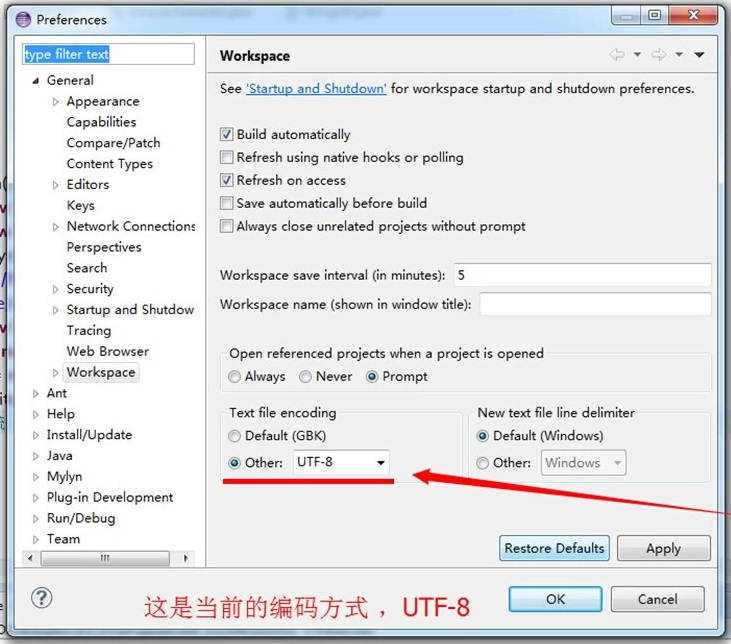 Preferences
type filter text
General
Appearance
Capabilities
Compare/Patch
Content Types
Editors
Keys
Network Connections
Perspectives
Search
Security
Startup and Shutdow
Tracing
Web Browser
Workspace
Ant
Help
Install/Update
Java
Mylyn
Plug-in Development
Run/Debug
Team
Workspace
See 'Startup and Shutdown' for workspace startup and shutdown preferences.
Build automatically
Refresh using native hooks or polling
Refresh on access
Save automatically before build
Always close unrelated projects without prompt
Workspace save interval (in minutes): 5
Workspace name (shown in window title):
Open referenced projects when a project is opened
Always Never Prompt
Text file encoding
Default (GBK)
Other: UTF-8
New text file line delimiter
Default (Windows)
Other: Windows
Restore Defaults Apply
这是当前的编码方式，UTF-8
OK Cancel